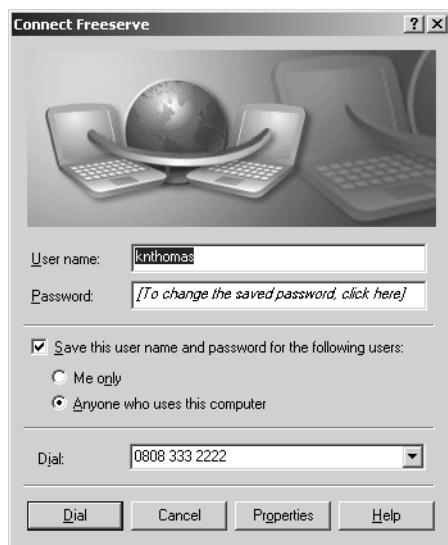 Connect Freeserve
User name: knthomas
Password: [To change the saved password, click here]
Save this user name and password for the following users:
Me only
Anyone who uses this computer
Dial: 0808 333 2222
Dial Cancel Properties Help